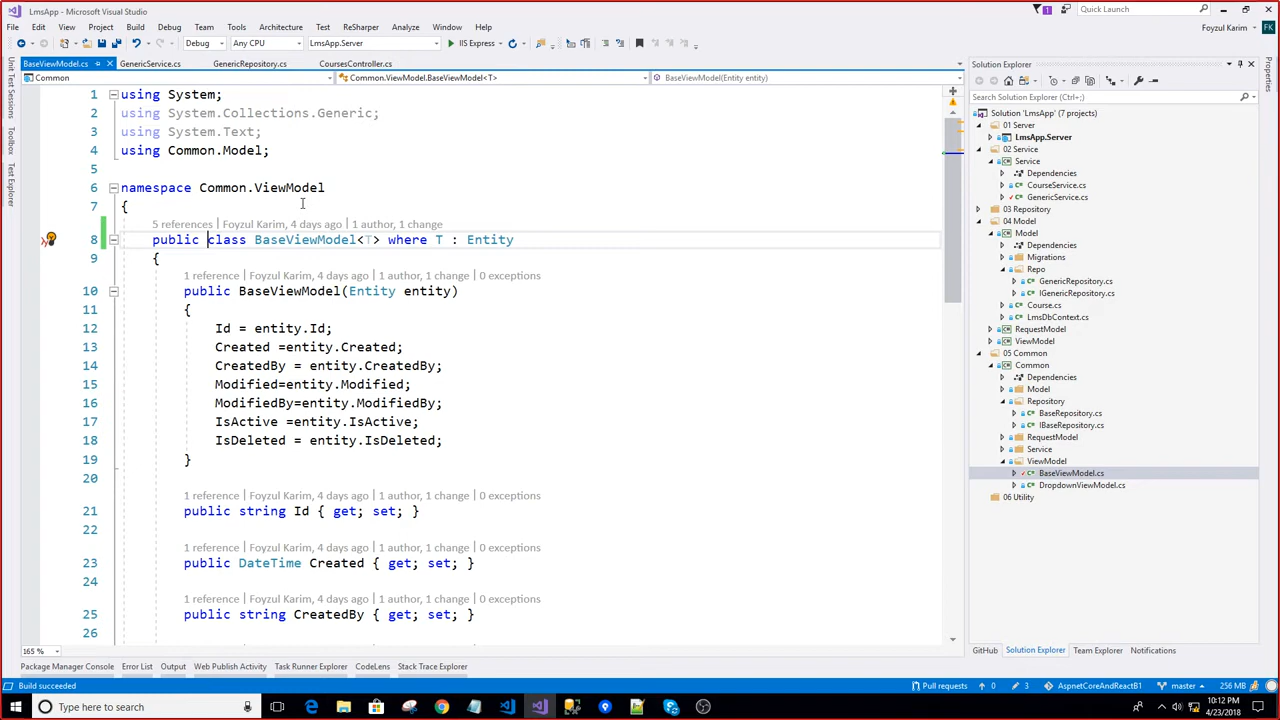 LmsApp - Microsoft Visual Studio
1
Quick Launch (Ctrl+Q)
File Edit View Project Build Debug Team Tools Architecture Test ReSharper Analyze Window Help
Foyzul Karim FK
Debug Any CPU LmsApp.Server IIS Express
BaseViewModel.cs GenericService.cs GenericRepository.cs CoursesController.cs
Common Common.ViewModel.BaseViewModel<T> BaseViewModel(Entity entity)
Unit Test Sessions
Toolbox
Test Explorer
1 using System;
2 using System.Collections.Generic;
3 using System.Text;
4 using Common.Model;
5
6 namespace Common.ViewModel
7 {
5 references | Foyzul Karim, 4 days ago | 1 author, 1 change
8 public class BaseViewModel<T> where T : Entity
9 {
1 reference | Foyzul Karim, 4 days ago | 1 author, 1 change | 0 exceptions
10 public BaseViewModel(Entity entity)
11 {
12 Id = entity.Id;
13 Created =entity.Created;
14 CreatedBy = entity.CreatedBy;
15 Modified=entity.Modified;
16 ModifiedBy=entity.ModifiedBy;
17 IsActive =entity.IsActive;
18 IsDeleted = entity.IsDeleted;
19 }
20
1 reference | Foyzul Karim, 4 days ago | 1 author, 1 change | 0 exceptions
21 public string Id { get; set; }
22
1 reference | Foyzul Karim, 4 days ago | 1 author, 1 change | 0 exceptions
23 public DateTime Created { get; set; }
24
1 reference | Foyzul Karim, 4 days ago | 1 author, 1 change | 0 exceptions
25 public string CreatedBy { get; set; }
26
165 %
Solution Explorer
Search Solution Explorer (Ctrl+;)
Solution 'LmsApp' (7 projects)
01 Server
LmsApp.Server
02 Service
Service
Dependencies
CourseService.cs
GenericService.cs
03 Repository
04 Model
Model
Dependencies
Migrations
Repo
GenericRepository.cs
IGenericRepository.cs
Course.cs
LmsDbContext.cs
RequestModel
ViewModel
05 Common
Common
Dependencies
Model
Repository
BaseRepository.cs
IBaseRepository.cs
RequestModel
Service
ViewModel
BaseViewModel.cs
DropdownViewModel.cs
06 Utility
Properties
GitHub Solution Explorer Team Explorer Notifications
Package Manager Console Error List Output Web Publish Activity Task Runner Explorer CodeLens Stack Trace Explorer
Build succeeded
Pull requests 0 3 AspnetCoreAndReactB1 master 256 MB
Type here to search
10:12 PM
4/23/2018